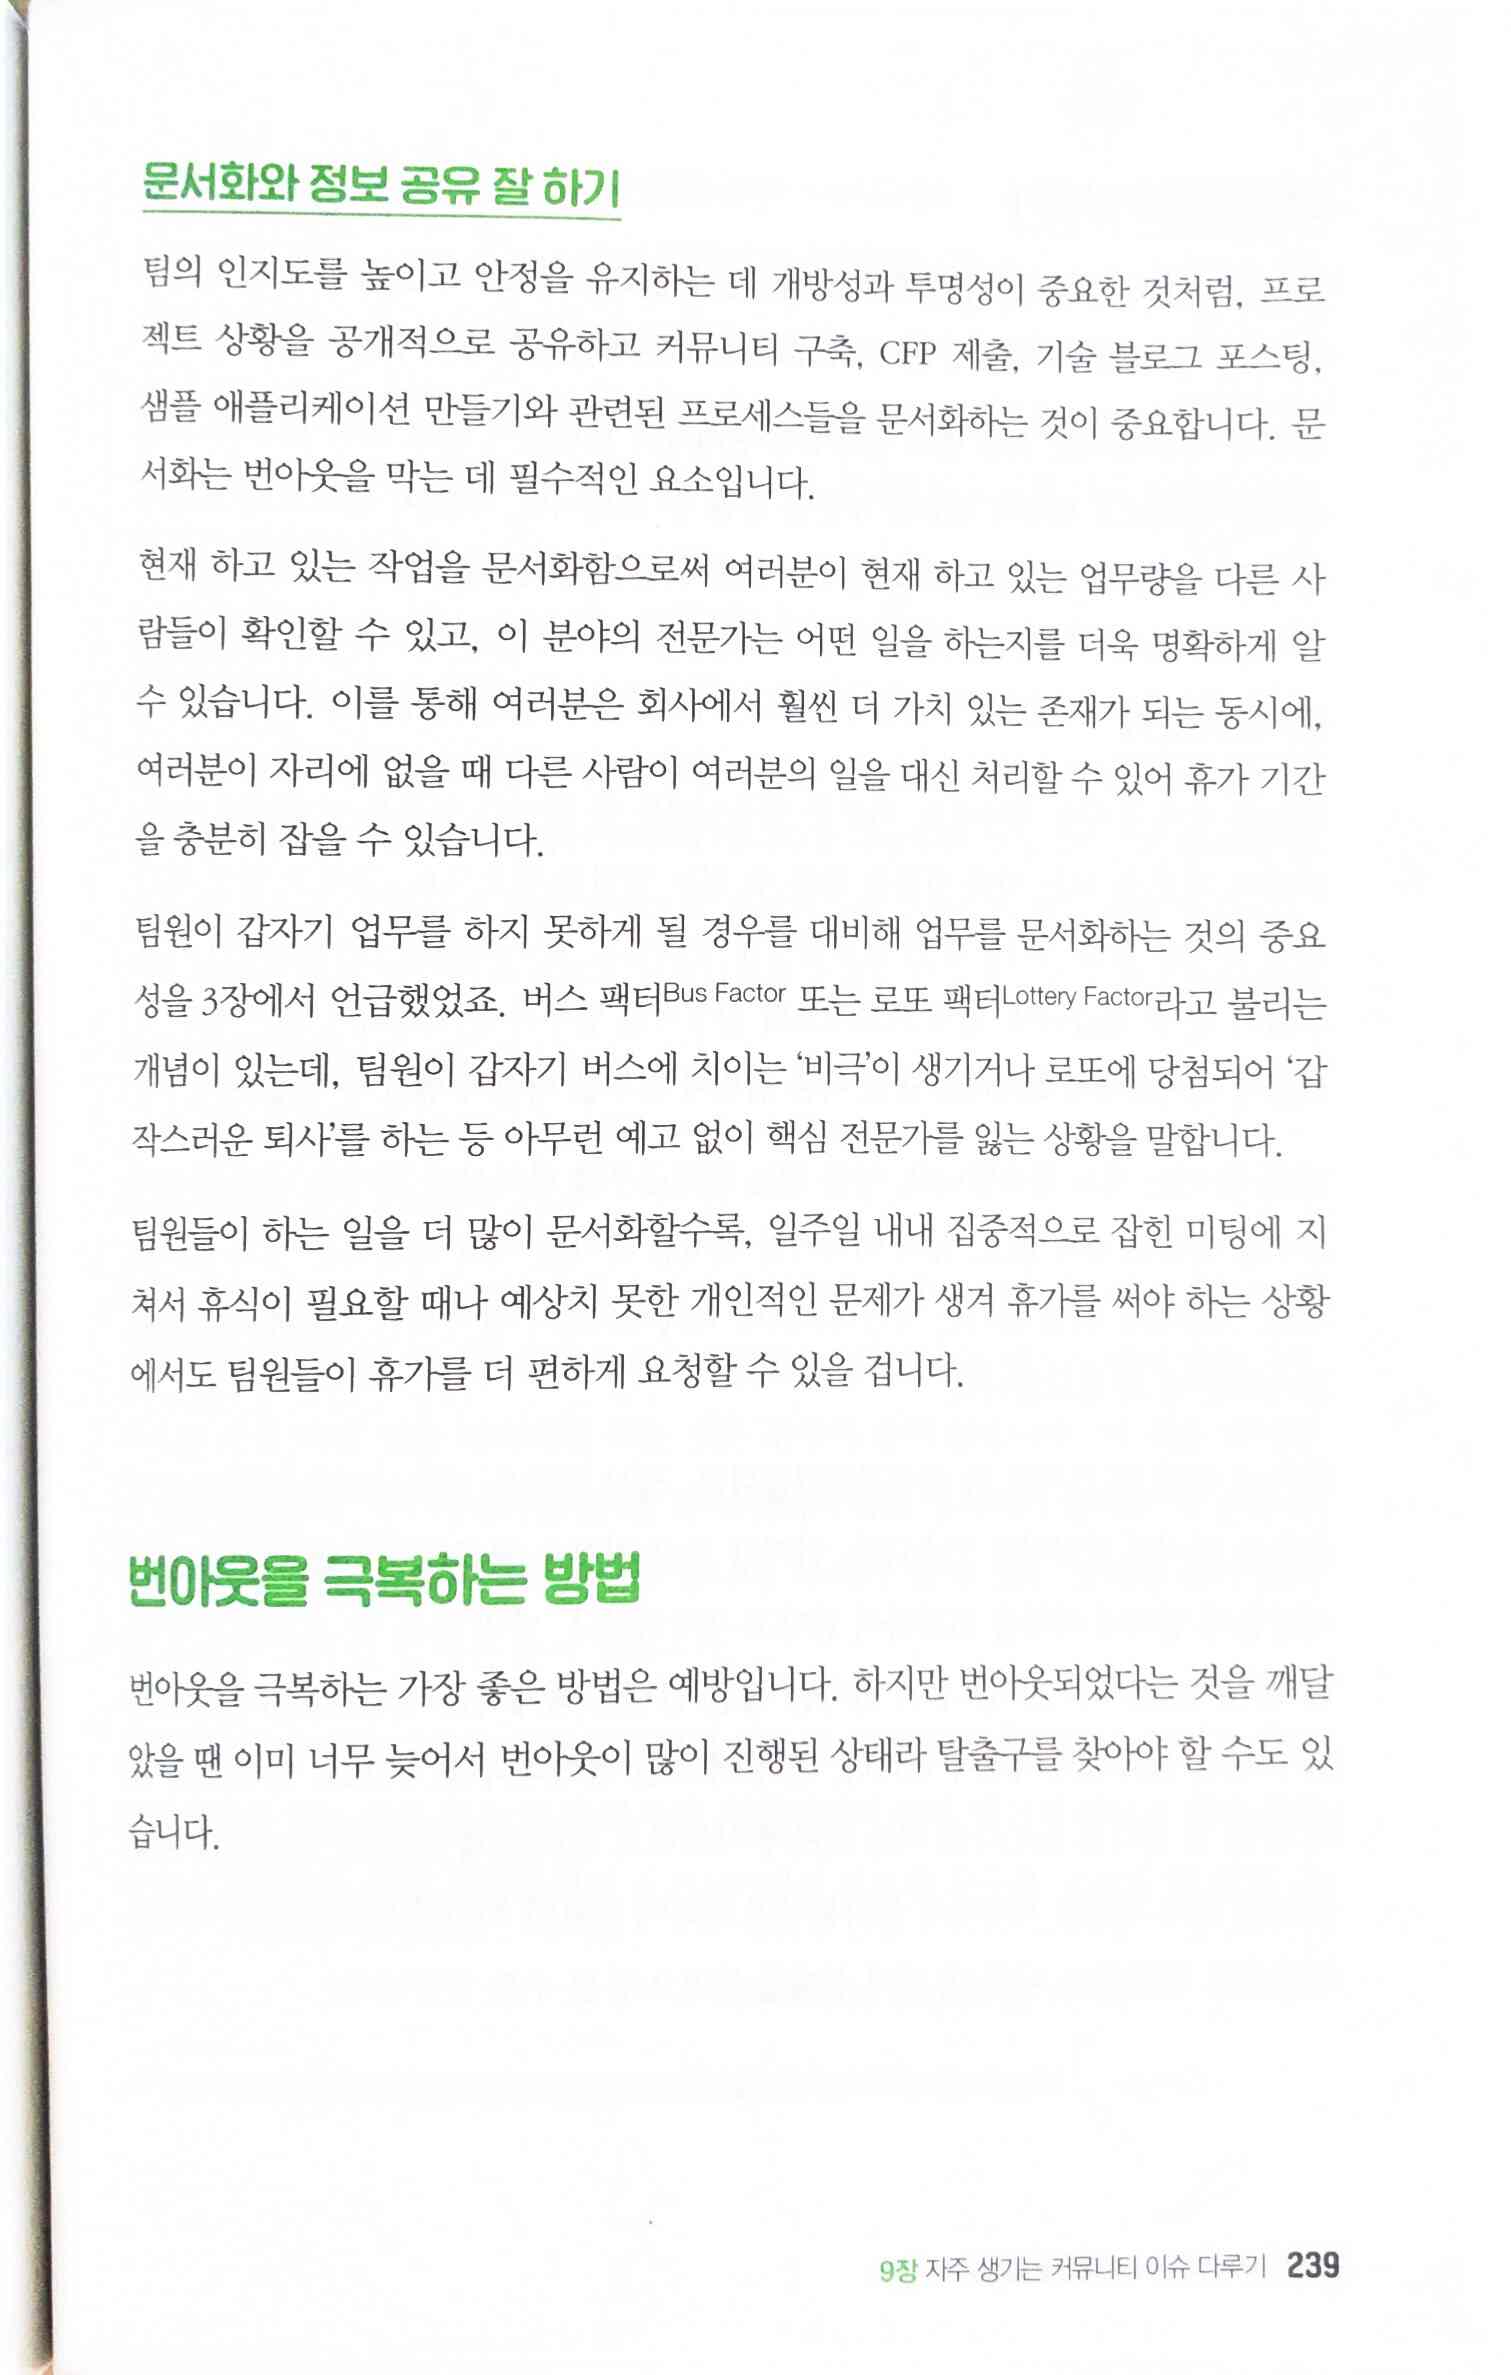 문서화와 정보 공유 잘 하기
팀의 인지도를 높이고 안정을 유지하는 데 개방성과 투명성이 중요한 것처럼, 프로
젝트 상황을 공개적으로 공유하고 커뮤니티 구축, CFP 제출, 기술 블로그 포스팅,
샘플 애플리케이션 만들기와 관련된 프로세스들을 문서화하는 것이 중요합니다. 문
서화는 번아웃을 막는 데 필수적인 요소입니다.
현재 하고 있는 작업을 문서화함으로써 여러분이 현재 하고 있는 업무량을 다른 사
람들이 확인할 수 있고, 이 분야의 전문가는 어떤 일을 하는지를 더욱 명확하게 알
수 있습니다. 이를 통해 여러분은 회사에서 훨씬 더 가치 있는 존재가 되는 동시에,
여러분이 자리에 없을 때 다른 사람이 여러분의 일을 대신 처리할 수 있어 휴가 기간
을 충분히 잡을 수 있습니다.
팀원이 갑자기 업무를 하지 못하게 될 경우를 대비해 업무를 문서화하는 것의 중요
성을 3장에서 언급했었죠. 버스 팩터Bus Factor 또는 로또 팩터Lottery Factor라고 불리는
개념이 있는데, 팀원이 갑자기 버스에 치이는 ‘비극’이 생기거나 로또에 당첨되어 ‘갑
작스러운 퇴사’를 하는 등 아무런 예고 없이 핵심 전문가를 잃는 상황을 말합니다.
팀원들이 하는 일을 더 많이 문서화할수록, 일주일 내내 집중적으로 잡힌 미팅에 지
쳐서 휴식이 필요할 때나 예상치 못한 개인적인 문제가 생겨 휴가를 써야 하는 상황
에서도 팀원들이 휴가를 더 편하게 요청할 수 있을 겁니다.
번아웃을 극복하는 방법
번아웃을 극복하는 가장 좋은 방법은 예방입니다. 하지만 번아웃되었다는 것을 깨달
았을 땐 이미 너무 늦어서 번아웃이 많이 진행된 상태라 탈출구를 찾아야 할 수도 있
습니다.
9장 자주 생기는 커뮤니티 이슈 다루기 239